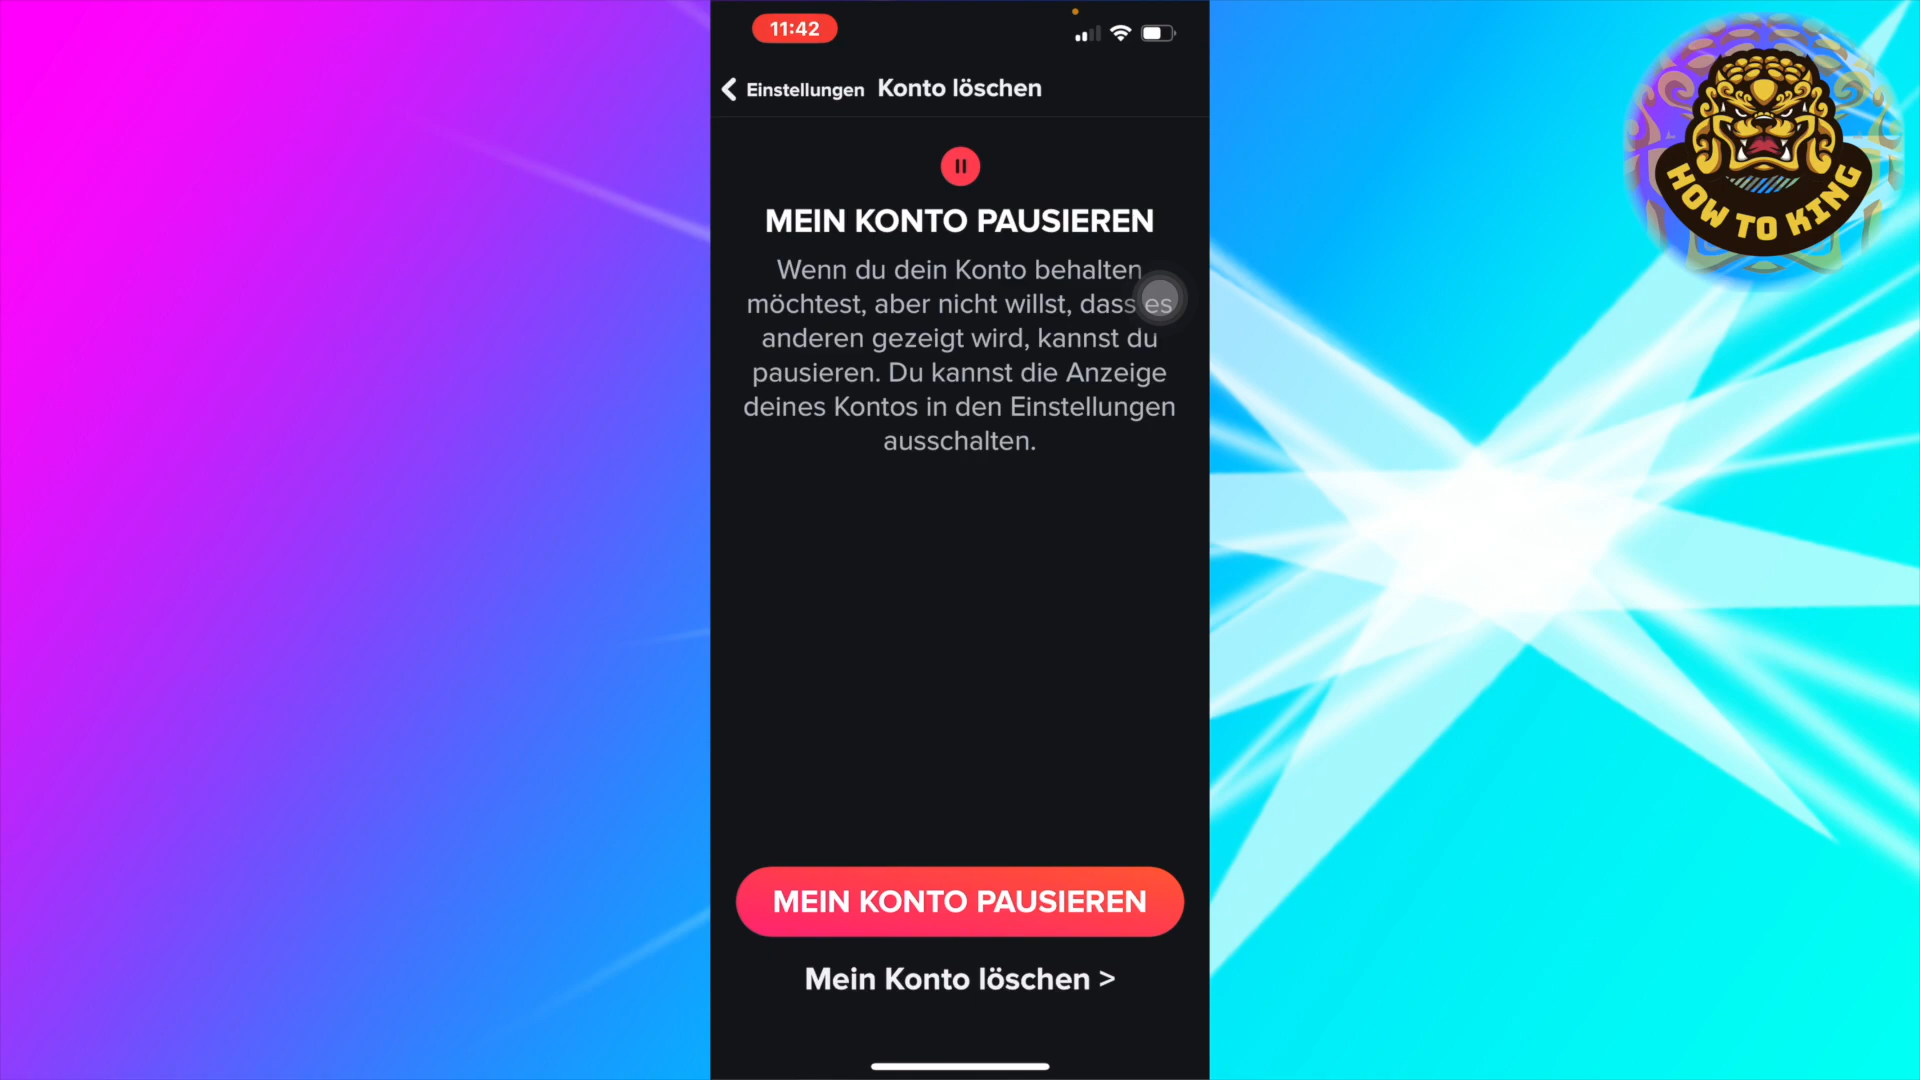 11:42
Einstellungen Konto löschen
MEIN KONTO PAUSIEREN
Wenn du dein Konto behalten
möchtest, aber nicht willst, dass es
anderen gezeigt wird, kannst du
pausieren. Du kannst die Anzeige
deines Kontos in den Einstellungen
ausschalten.
MEIN KONTO PAUSIEREN
Mein Konto löschen >
HOW TO KING